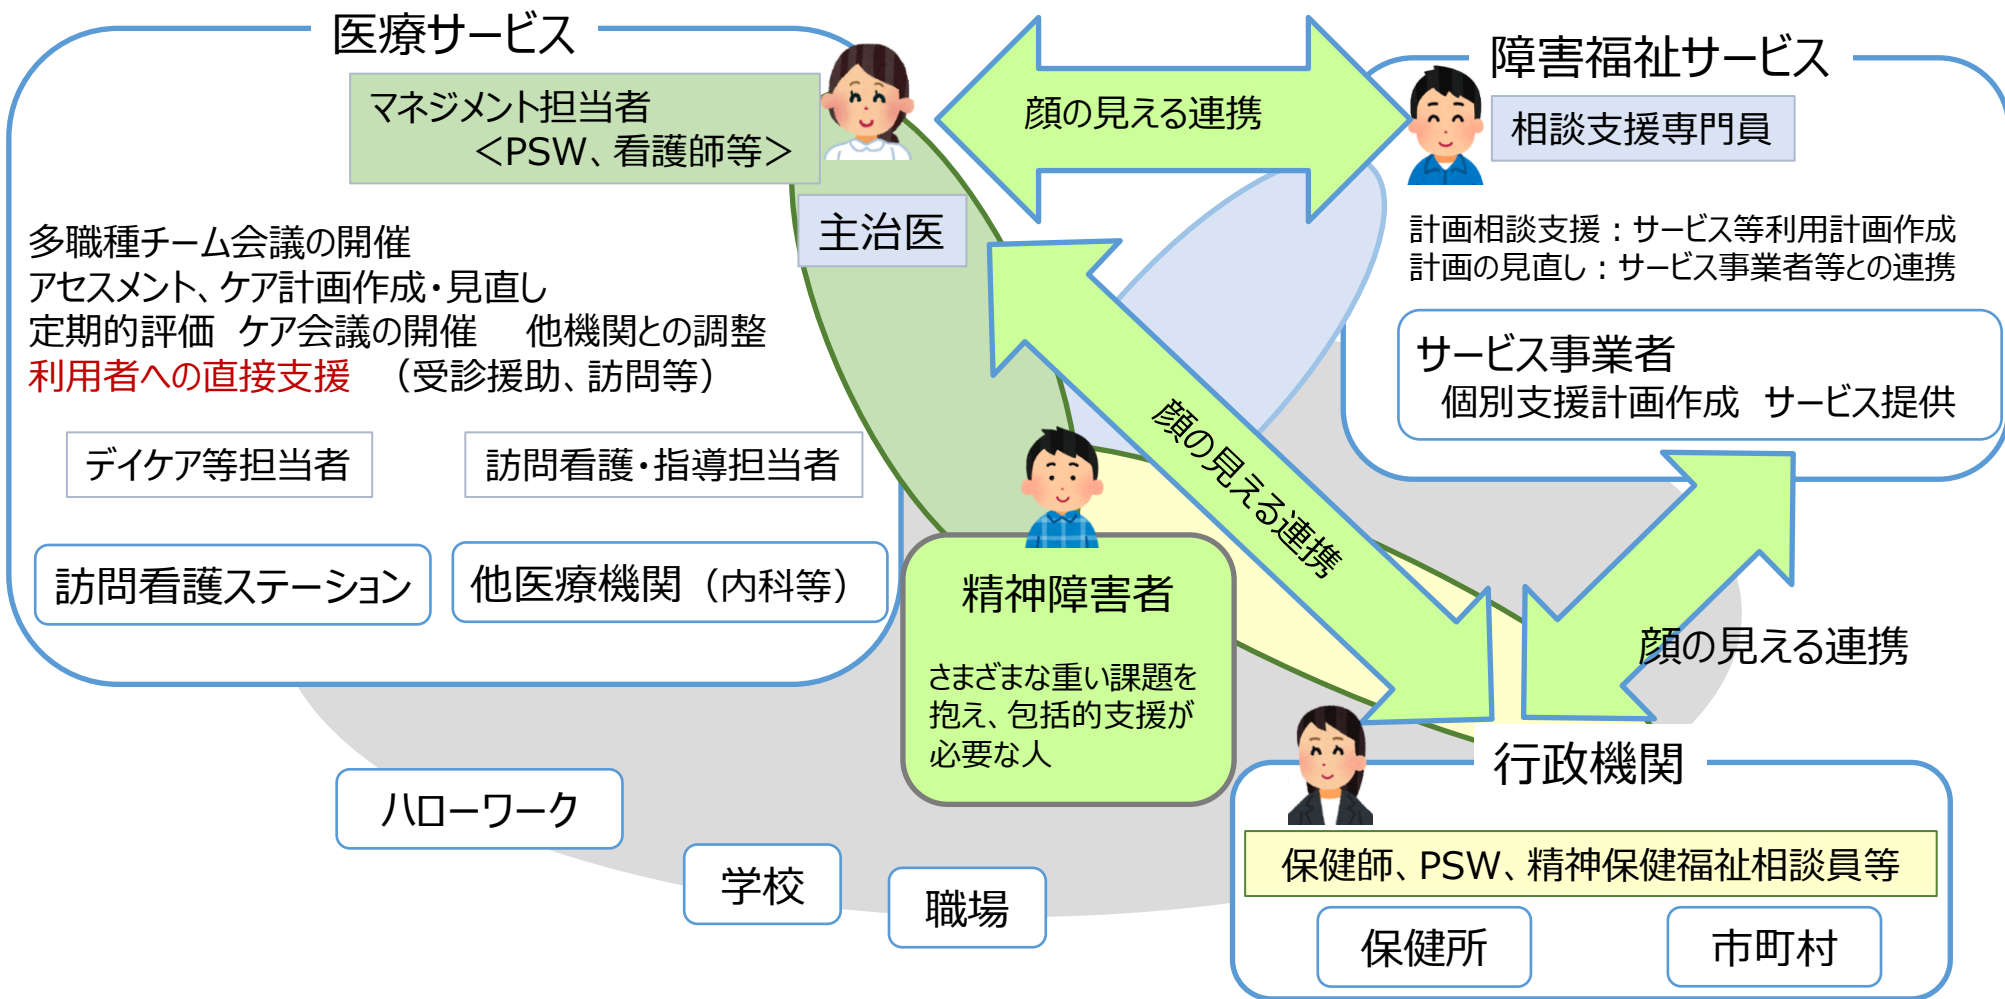 医療サービス
マネジメント担当者
＜PSW、看護師等＞
主治医
多職種チーム会議の開催
アセスメント、ケア計画作成・見直し
定期的評価 ケア会議の開催 他機関との調整
利用者への直接支援 （受診援助、訪問等）
デイケア等担当者
訪問看護・指導担当者
訪問看護ステーション
他医療機関（内科等）
顔の見える連携
障害福祉サービス
相談支援専門員
計画相談支援：サービス等利用計画作成
計画の見直し：サービス事業者等との連携
サービス事業者
個別支援計画作成 サービス提供
顔の見える連携
顔の見える連携
精神障害者
さまざまな重い課題を
抱え、包括的支援が
必要な人
行政機関
保健師、PSW、精神保健福祉相談員等
保健所
市町村
ハローワーク
学校
職場